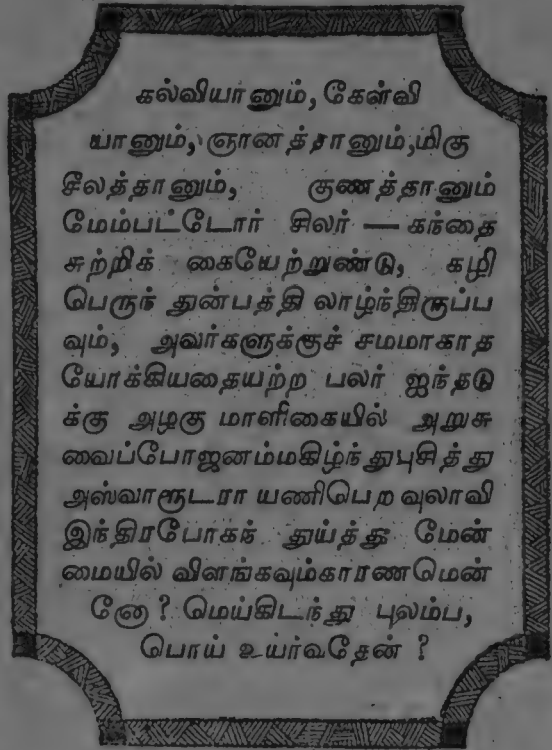 கல்வியானும், கேள்வி
யானும், ஞானத்தானும்,மிகு
சீலத்தானும், குணத்தானும்
மேம்பட்டோர் சிலர் — கந்தை
சுற்றிக் கையேற்றுண்டு, கழி
பெருந் துன்பத்தி லாழ்ந்திருப்ப
வும், அவர்களுக்குச் சமமாகாத
யோக்கியதையற்ற பலர் ஐந்தடு
க்கு அழகு மாளிகையில் அறுசு
வைப்போஜனம்மகிழ்ந்துபுசித்து
அஸ்வாரூடரா யணிபெறவுலாவி
இந்திரபோகந் துய்த்து மேன்
மையில் விளங்கவும்காரணமென்
னே? மெய்கிடந்து புலம்ப,
பொய் உயர்வதேன் ?